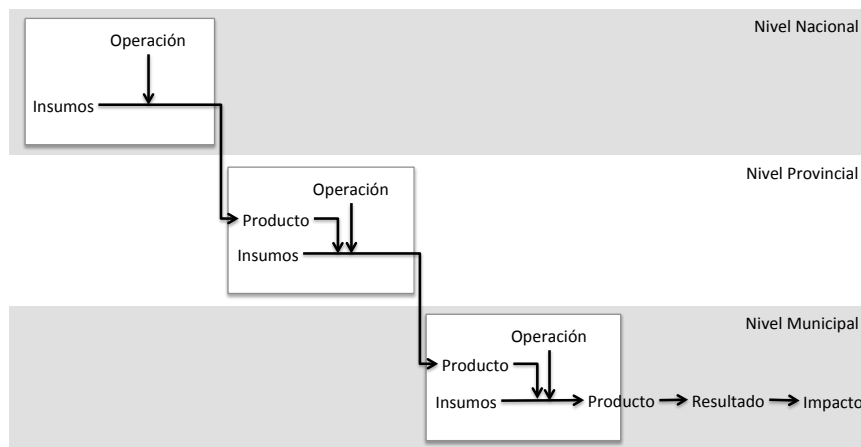 Nivel Nacional
Operación
Insumos
Nivel Provincial
Operación
Producto
Insumos
Nivel Municipal
Operación
Producto
Insumos
Producto
Resultado
Impacto